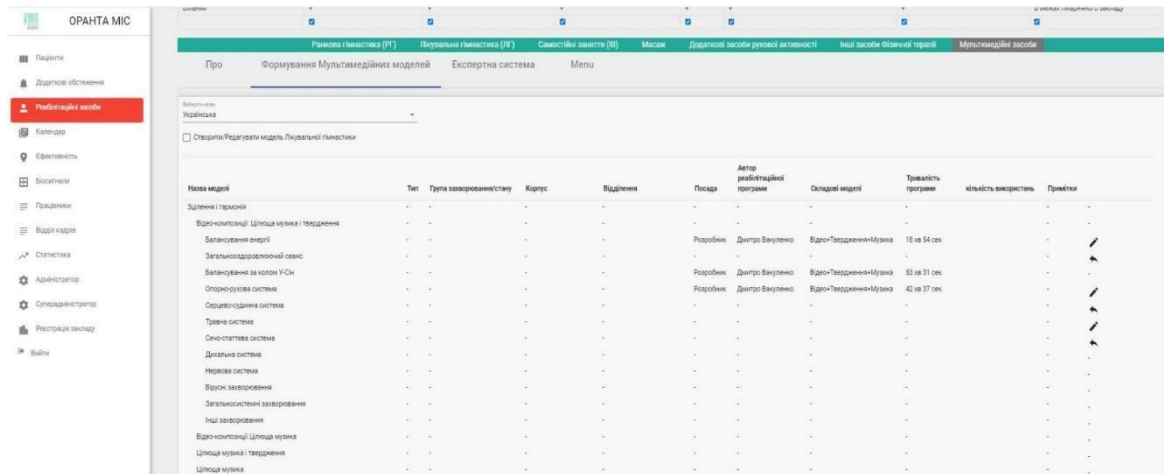 ОРАНТА МІС
Пацієнти
Додаткові обстеження
Реабілітаційні засоби
Календар
Ефективність
Біосигнали
Працівники
Відділ кадрів
Статистика
Адміністратор
Суперадміністратор
Реєстрація закладу
Вийти
в межах лікарняного закладу
Ранкова гімнастика (РГ) Лікувальна гімнастика (ЛГ) Самостійні заняття (ІІІ) Масаж Додаткові засоби рухової активності Інші засоби Фізичної терапії Мультимедійні засоби
Про Формування Мультимедійних моделей Експертна система Menu
Виберіть мову
Українська
Створити/Редагувати модель Лікувальної гімнастики
Назва моделі Тип Група захворювання/стану Корпус Відділення Посада Автор реабілітаційної програми Складові моделі Тривалість програми кількість використань Примітки
Зцілення і гармонія - - - - - - - - - - -
Відео-композиції. Цілюща музика і твердження - - - - - - - - - - -
Балансування енергії - - - - Розробник Дмитро Вакуленко Відео+Твердження+Музика 18 хв 54 сек -
Загальнооздоровлюючий сеанс - - - - - - - - -
Балансування за колом У-Сін - - - - Розробник Дмитро Вакуленко Відео+Твердження+Музика 53 хв 31 сек - -
Опорно-рухова система - - - - Розробник Дмитро Вакуленко Відео+Твердження+Музика 42 хв 37 сек -
Серцево-судинна система - - - - - - - - -
Травна система - - - - - - - - -
Сечо-статтева система - - - - - - - - -
Дихальна система - - - - - - - - - -
Нервова система - - - - - - - - - -
Вірусні захворювання - - - - - - - - - -
Загальносистемні захворювання - - - - - - - - - -
Інші захворювання - - - - - - - - - -
Відео-композиції.Цілюща музика - - - - - - - - - -
Цілюща музика і твердження - - - - - - - - - -
Цілюща музика - - - - - - - - - -